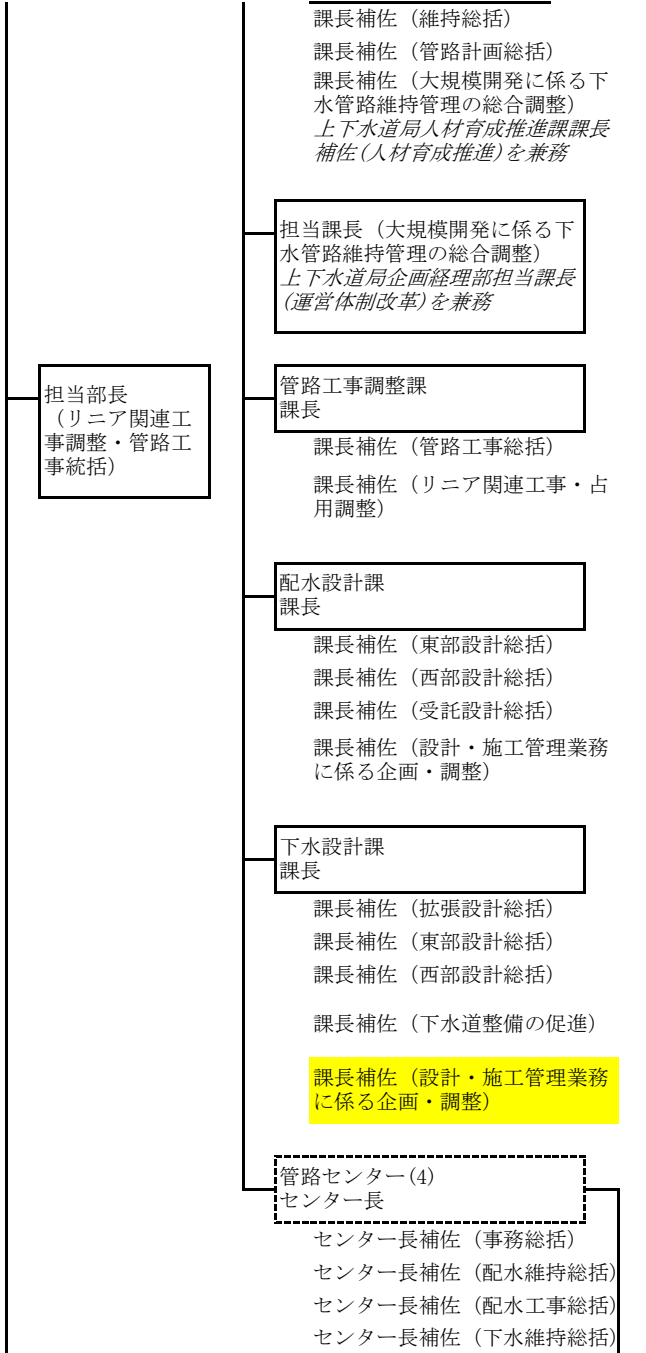 課長補佐（維持総括）
課長補佐（管路計画総括）
課長補佐（大規模開発に係る下
水管路維持管理の総合調整）
上下水道局人材育成推進課課長
補佐(人材育成推進)を兼務
担当課長（大規模開発に係る下
水管路維持管理の総合調整）
上下水道局企画経理部担当課長
(運営体制改革)を兼務
担当部長
（リニア関連工
事調整・管路工
事統括）
管路工事調整課
課長
課長補佐（管路工事総括）
課長補佐（リニア関連工事・占
用調整）
配水設計課
課長
課長補佐（東部設計総括）
課長補佐（西部設計総括）
課長補佐（受託設計総括）
課長補佐（設計・施工管理業務
に係る企画・調整）
下水設計課
課長
課長補佐（拡張設計総括）
課長補佐（東部設計総括）
課長補佐（西部設計総括）
課長補佐（下水道整備の促進）
課長補佐（設計・施工管理業務
に係る企画・調整）
管路センター(4)
センター長
センター長補佐（事務総括）
センター長補佐（配水維持総括）
センター長補佐（配水工事総括）
センター長補佐（下水維持総括）